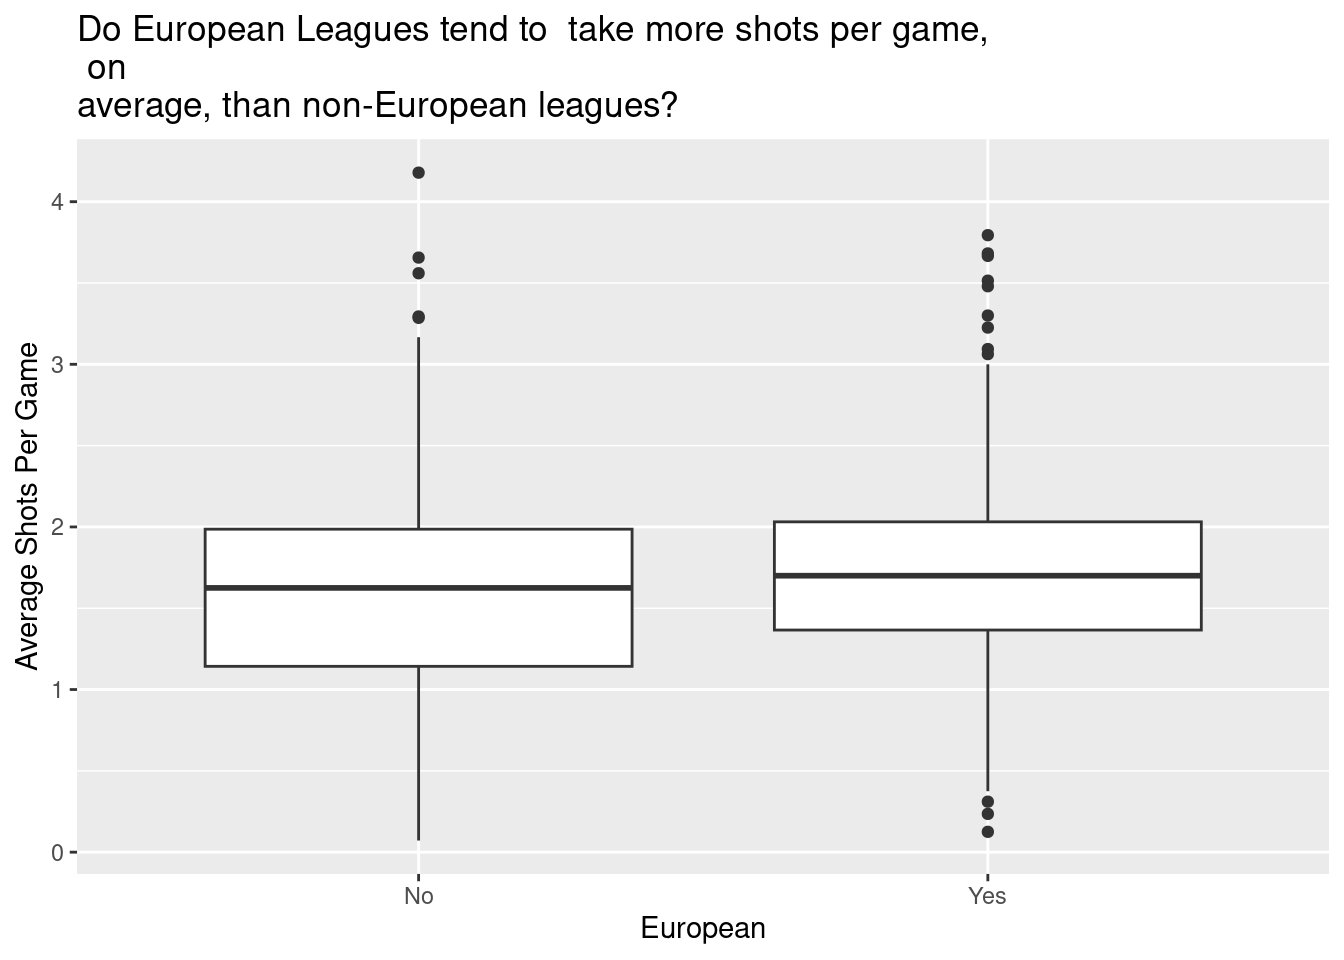 Do European Leagues tend to  take more shots per game,
 on
average, than non-European leagues?
Average Shots Per Game
4
3
2
1
0
No
Yes
European